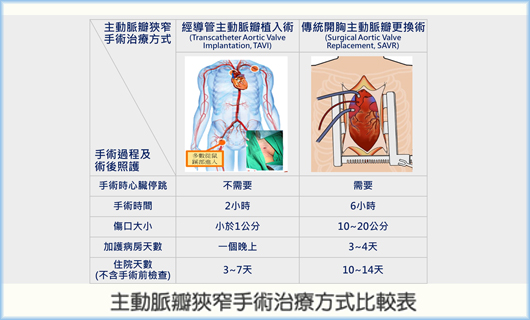 主動脈瓣狹窄
手術治療方式
經導管主動脈瓣植入術
(Transcatheter Aortic Valve
Implantation, TAVI)
傳統開胸主動脈瓣更換術
(Surgical Aortic Valve
Replacement, SAVR)
手術過程及
術後照護
多數從鼠
蹊部進入
手術時心臟停跳 不需要 需要
手術時間 2小時 6小時
傷口大小 小於1公分 10~20公分
加護病房天數 一個晚上 3~4天
住院天數
(不含手術前檢查) 3~7天 10~14天
主動脈瓣狹窄手術治療方式比較表